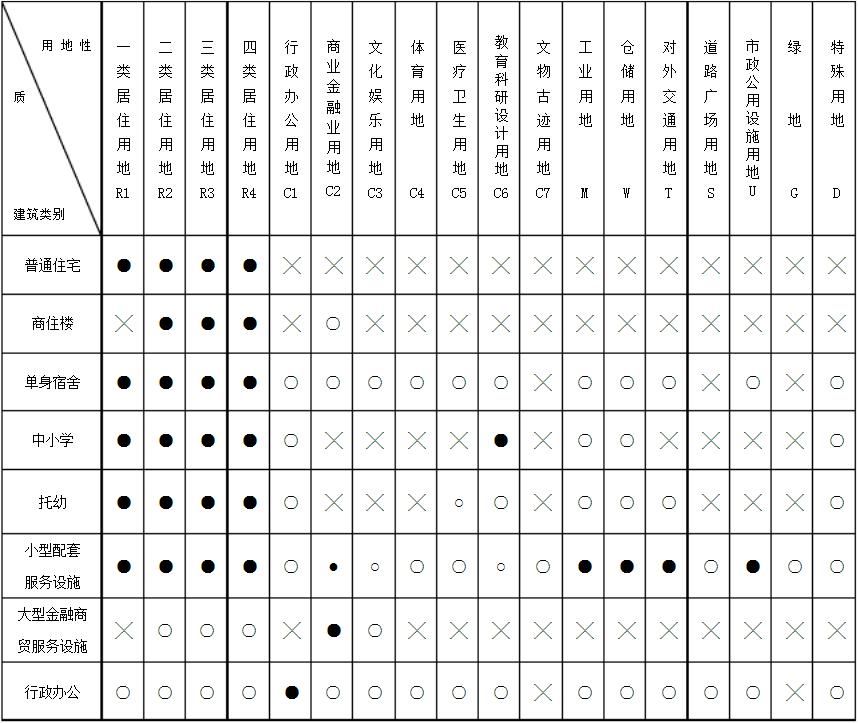 用地性质
建筑类别
一类居住用地 R1
二类居住用地 R2
三类居住用地 R3
四类居住用地 R4
行政办公用地 C1
商业金融业用地 C2
文化娱乐用地 C3
体育用地 C4
医疗卫生用地 C5
教育科研设计用地 C6
文物古迹用地 C7
工业用地 M
仓储用地 W
对外交通用地 T
道路广场用地 S
市政公用设施用地 U
绿地 G
特殊用地 D
普通住宅 ● ● ● ● × × × × × × × × × × × × × ×
商住楼 × ● ● ● × ○ × × × × × × × × × × × ×
单身宿舍 ● ● ● ● ○ ○ ○ ○ ○ ○ × ○ ○ ○ × ○ × ○
中小学 ● ● ● ● ○ × × × × ● × ○ ○ × × × × ○
托幼 ● ● ● ● ○ × × × ○ ○ × ○ ○ ○ × × × ○
小型配套
服务设施 ● ● ● ● ○ ● ○ ○ ○ ○ ○ ● ● ● ○ ● ○ ○
大型金融商
贸服务设施 × ○ ○ ○ × ● ○ × × × × × × × × × × ×
行政办公 ○ ○ ○ ○ ● ○ ○ ○ ○ ○ × ○ ○ ○ ○ ○ × ○